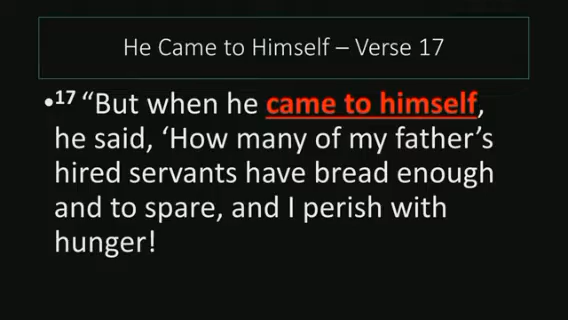 He Came to Himself – Verse 17
•17 “But when he came to himself,
he said, ‘How many of my father’s
hired servants have bread enough
and to spare, and I perish with
hunger!